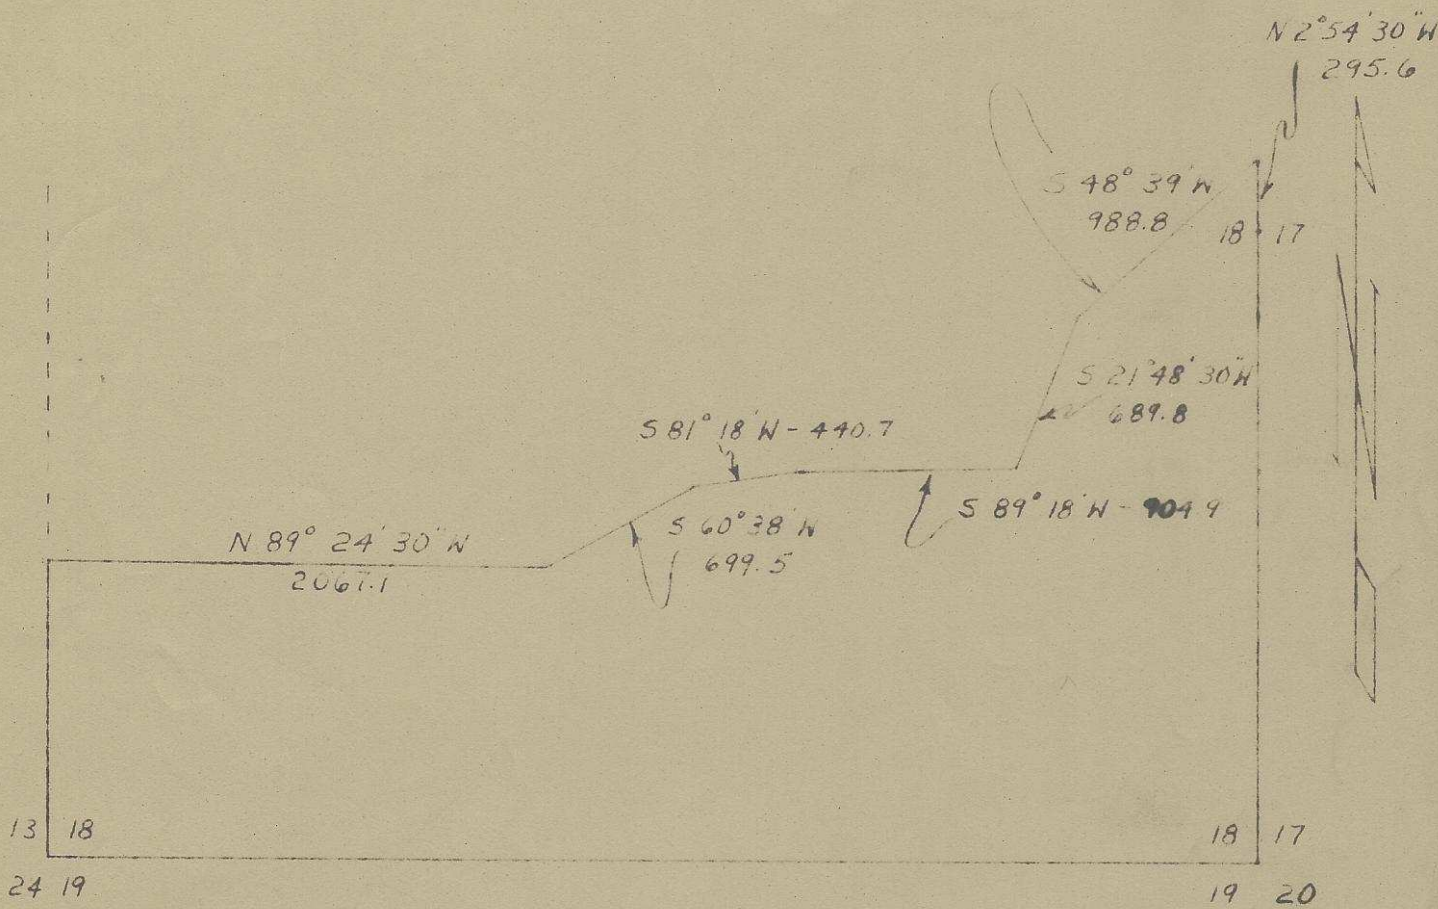 N 2° 54' 30" W
295.6
S 48° 39' W
988.8
18 17
S 21° 48' 30" W
689.8
S 81° 18' W - 440.7
S 89° 18' W - 904 9
S 60° 38' W
699.5
N 89° 24' 30" W
2067.1
13 18
18 17
24 19
19 20